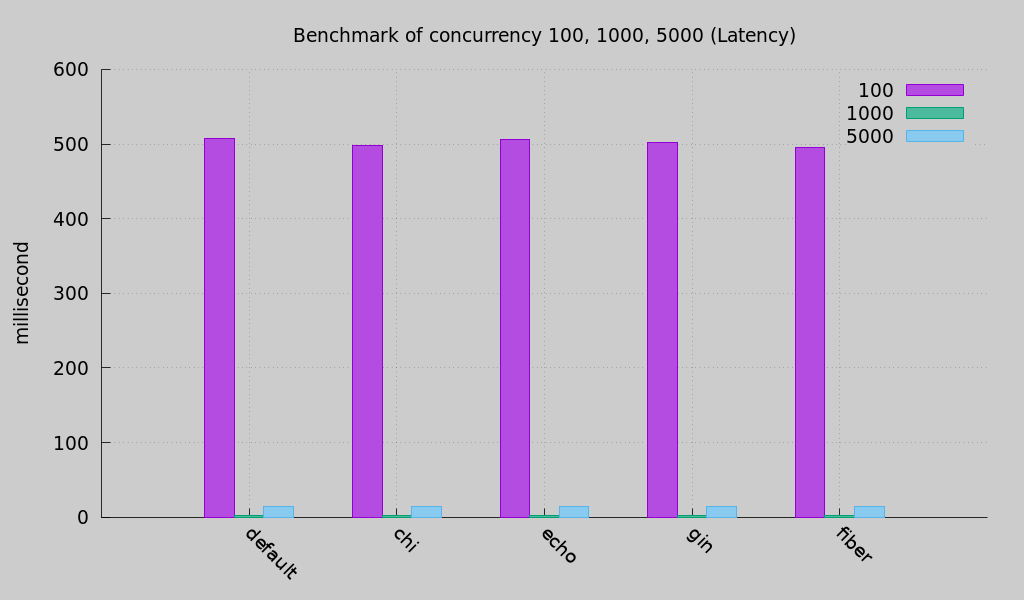 Benchmark of concurrency 100, 1000, 5000 (Latency)
600
500
400
300
200
100
0
millisecond
100
1000
5000
default
chi
echo
gin
fiber